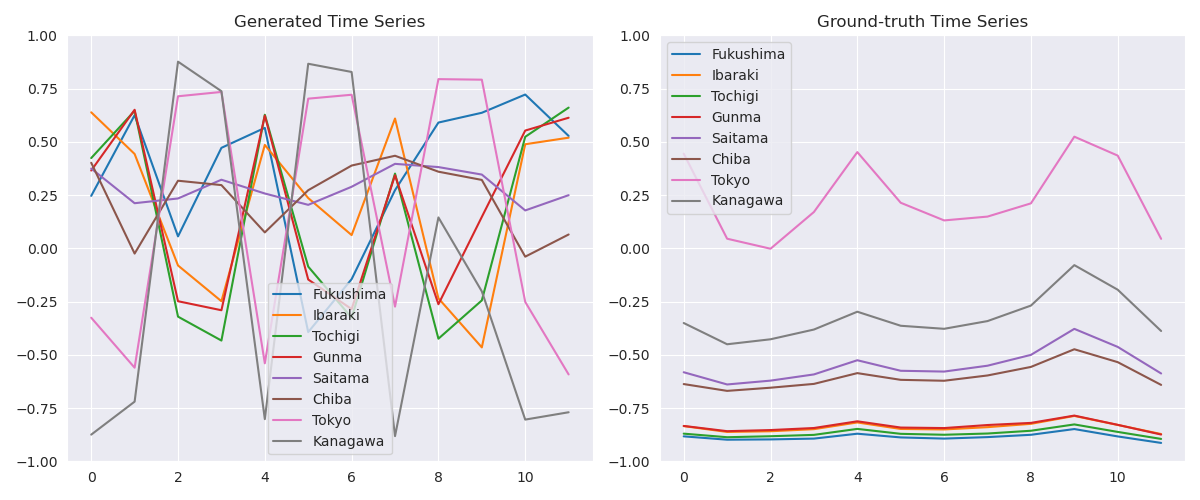 Generated Time Series
1.00
0.75
0.50
0.25
0.00
−0.25
−0.50
−0.75
−1.00
0
2
4
6
8
10
Fukushima
Ibaraki
Tochigi
Gunma
Saitama
Chiba
Tokyo
Kanagawa
Ground-truth Time Series
1.00
0.75
0.50
0.25
0.00
−0.25
−0.50
−0.75
−1.00
0
2
4
6
8
10
Fukushima
Ibaraki
Tochigi
Gunma
Saitama
Chiba
Tokyo
Kanagawa